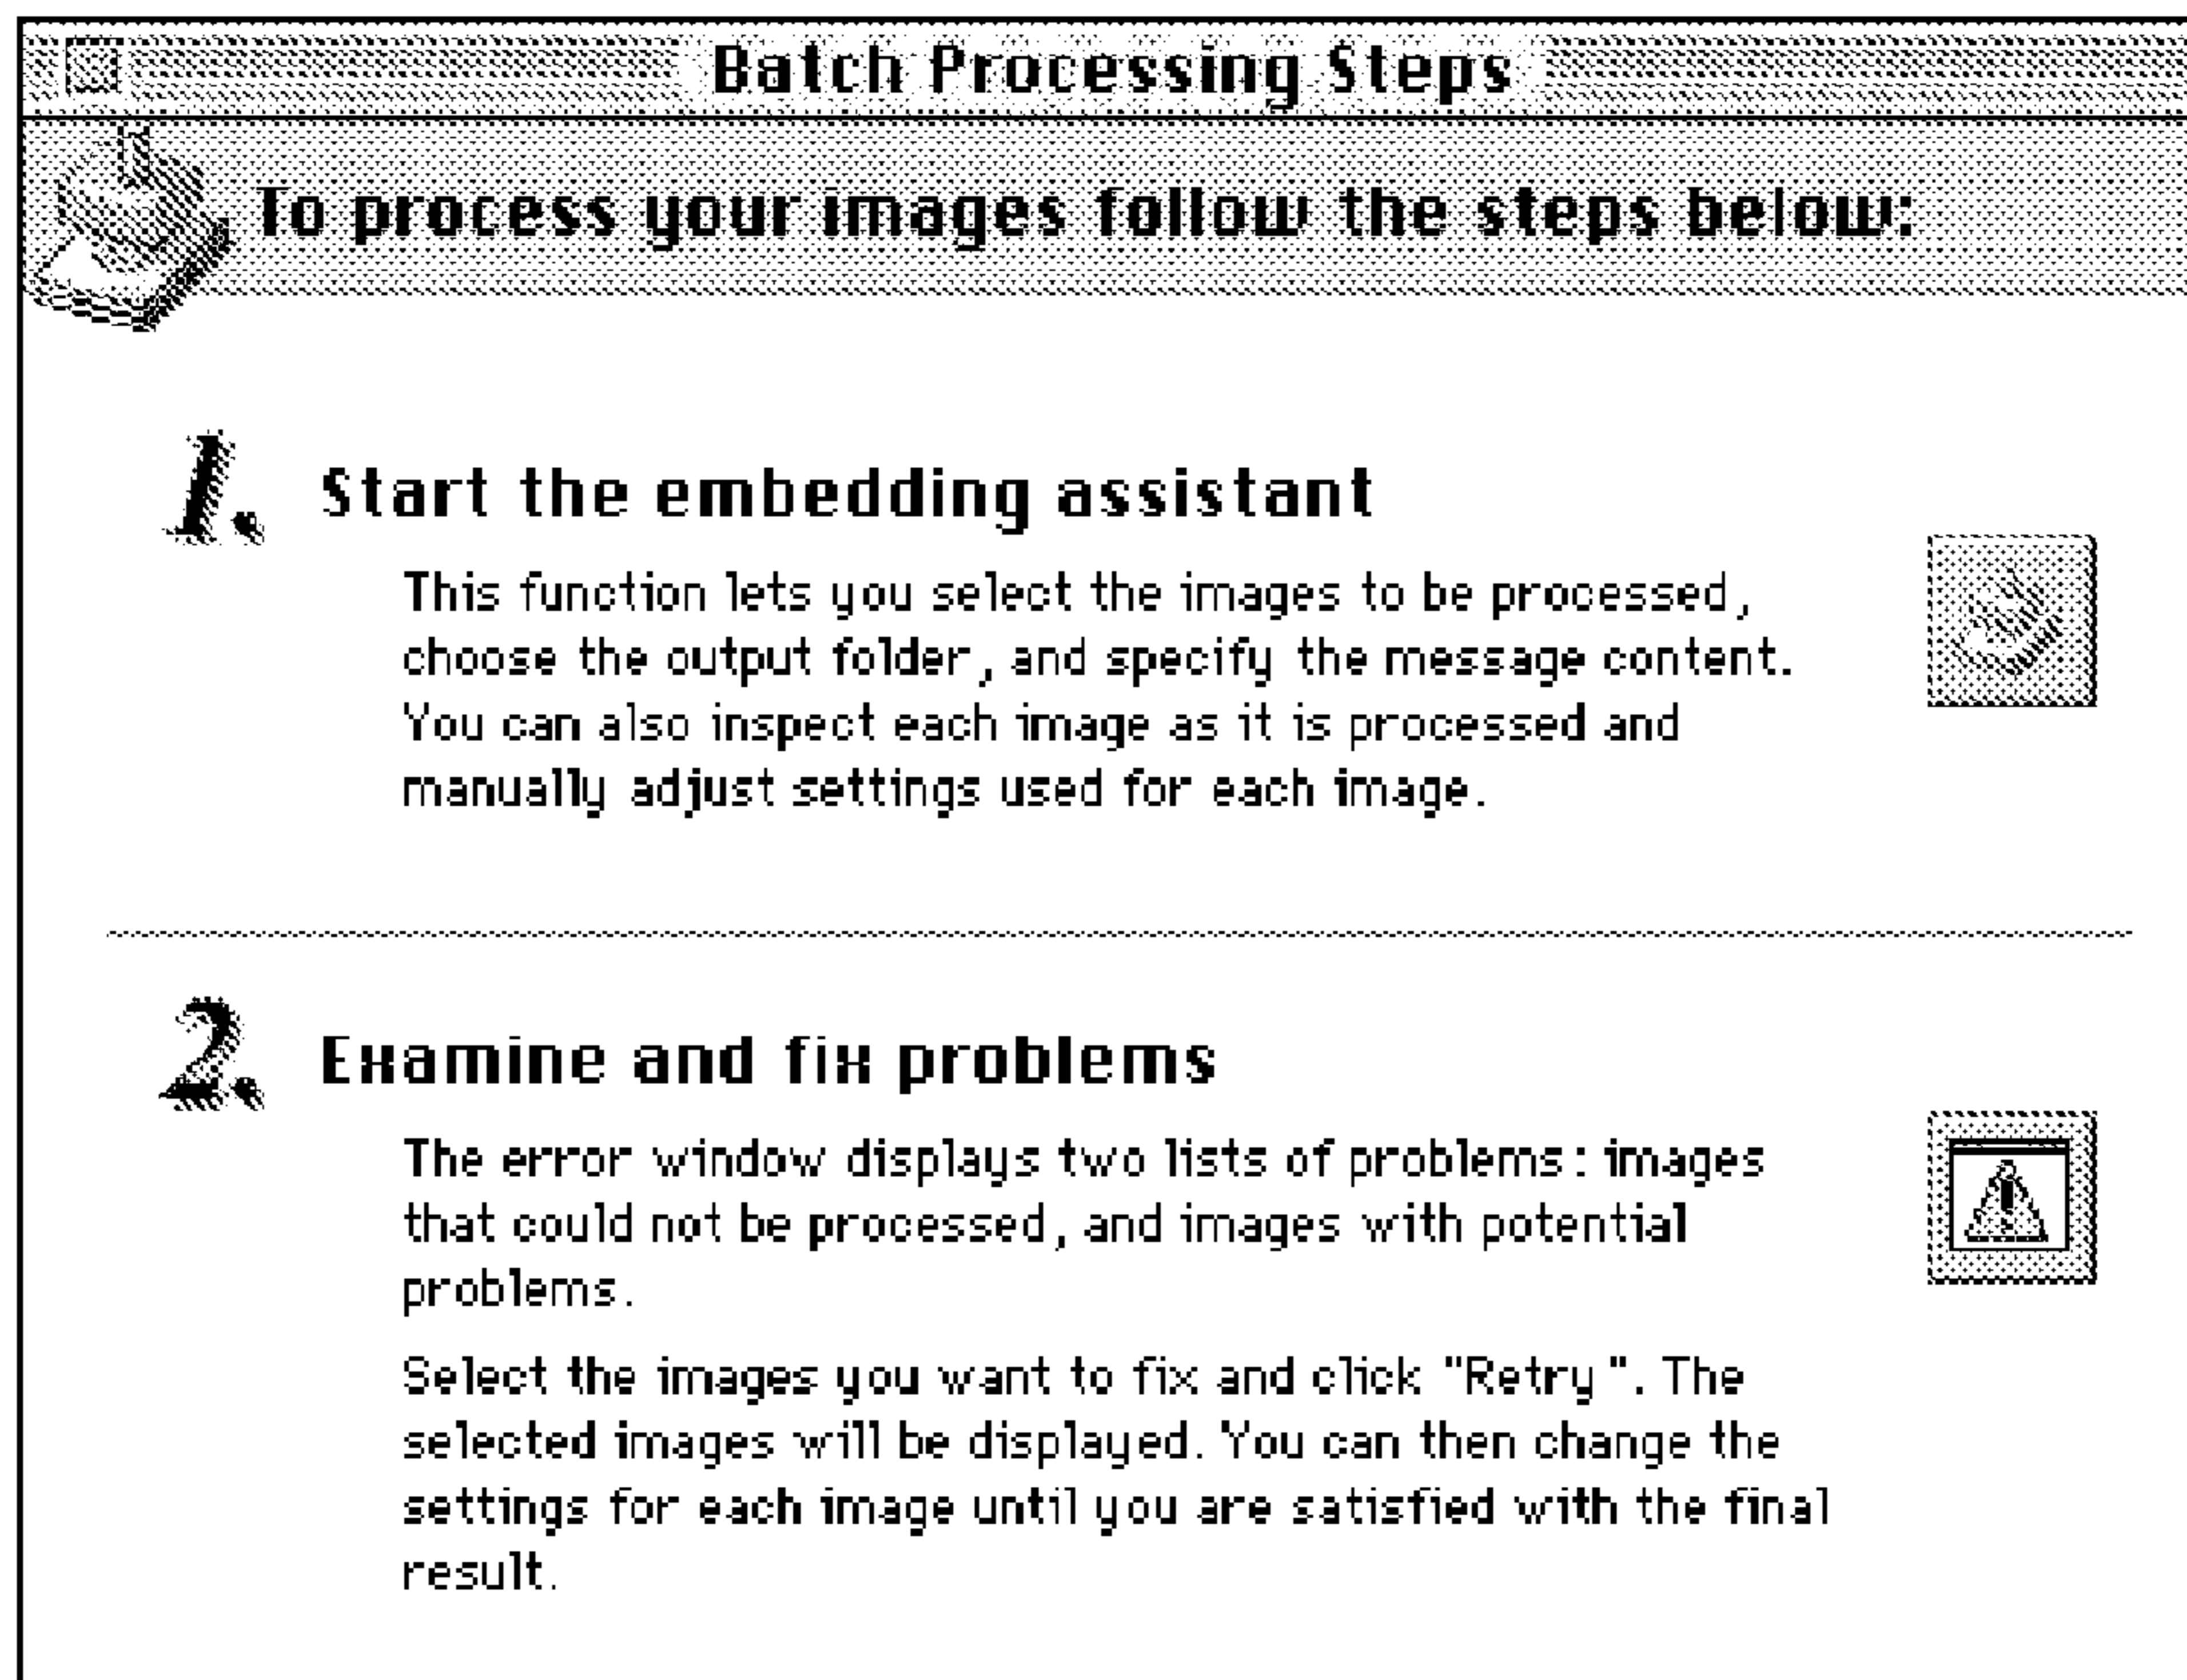 Batch Processing Steps
To process your images follow the steps below:
1.
Start the embedding assistant
This function lets you select the images to be processed,
choose the output folder, and specify the message content.
You can also inspect each image as it is processed and
manually adjust settings used for each image.
2.
Examine and fix problems
The error window displays two lists of problems: images
that could not be processed, and images with potential
problems.
Select the images you want to fix and click "Retry". The
selected images will be displayed. You can then change the
settings for each image until you are satisfied with the final
result.